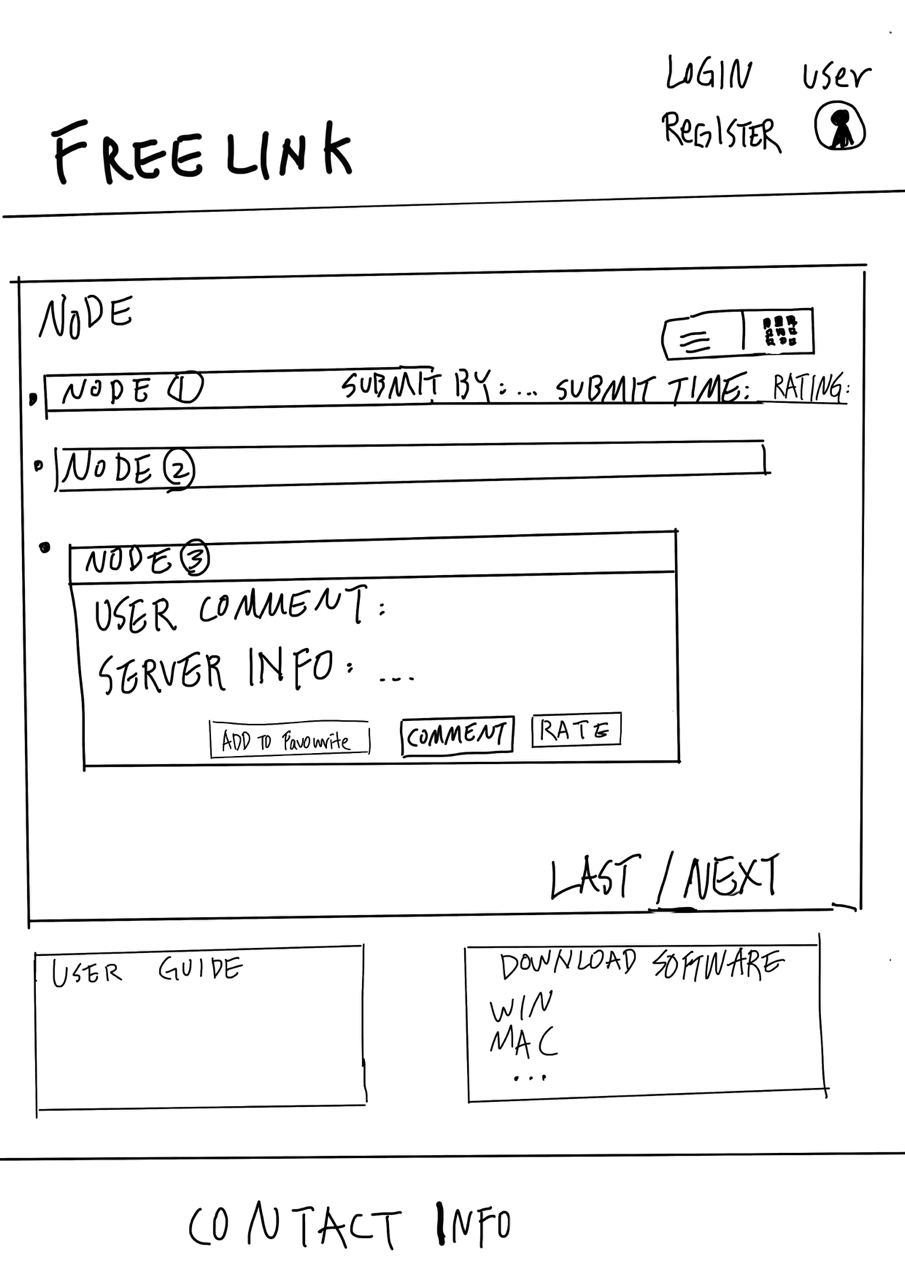 LOGIN user
REGISTER
FREELINK
NODE
NODE 1 SUBMIT BY:... SUBMIT TIME: RATING:
NODE 2
NODE 3
USER COMMENT:
SERVER INFO: ...
ADD TO Favourite COMMENT RATE
LAST / NEXT
USER GUIDE
DOWNLOAD SOFTWARE
WIN
MAC
...
CONTACT INFO